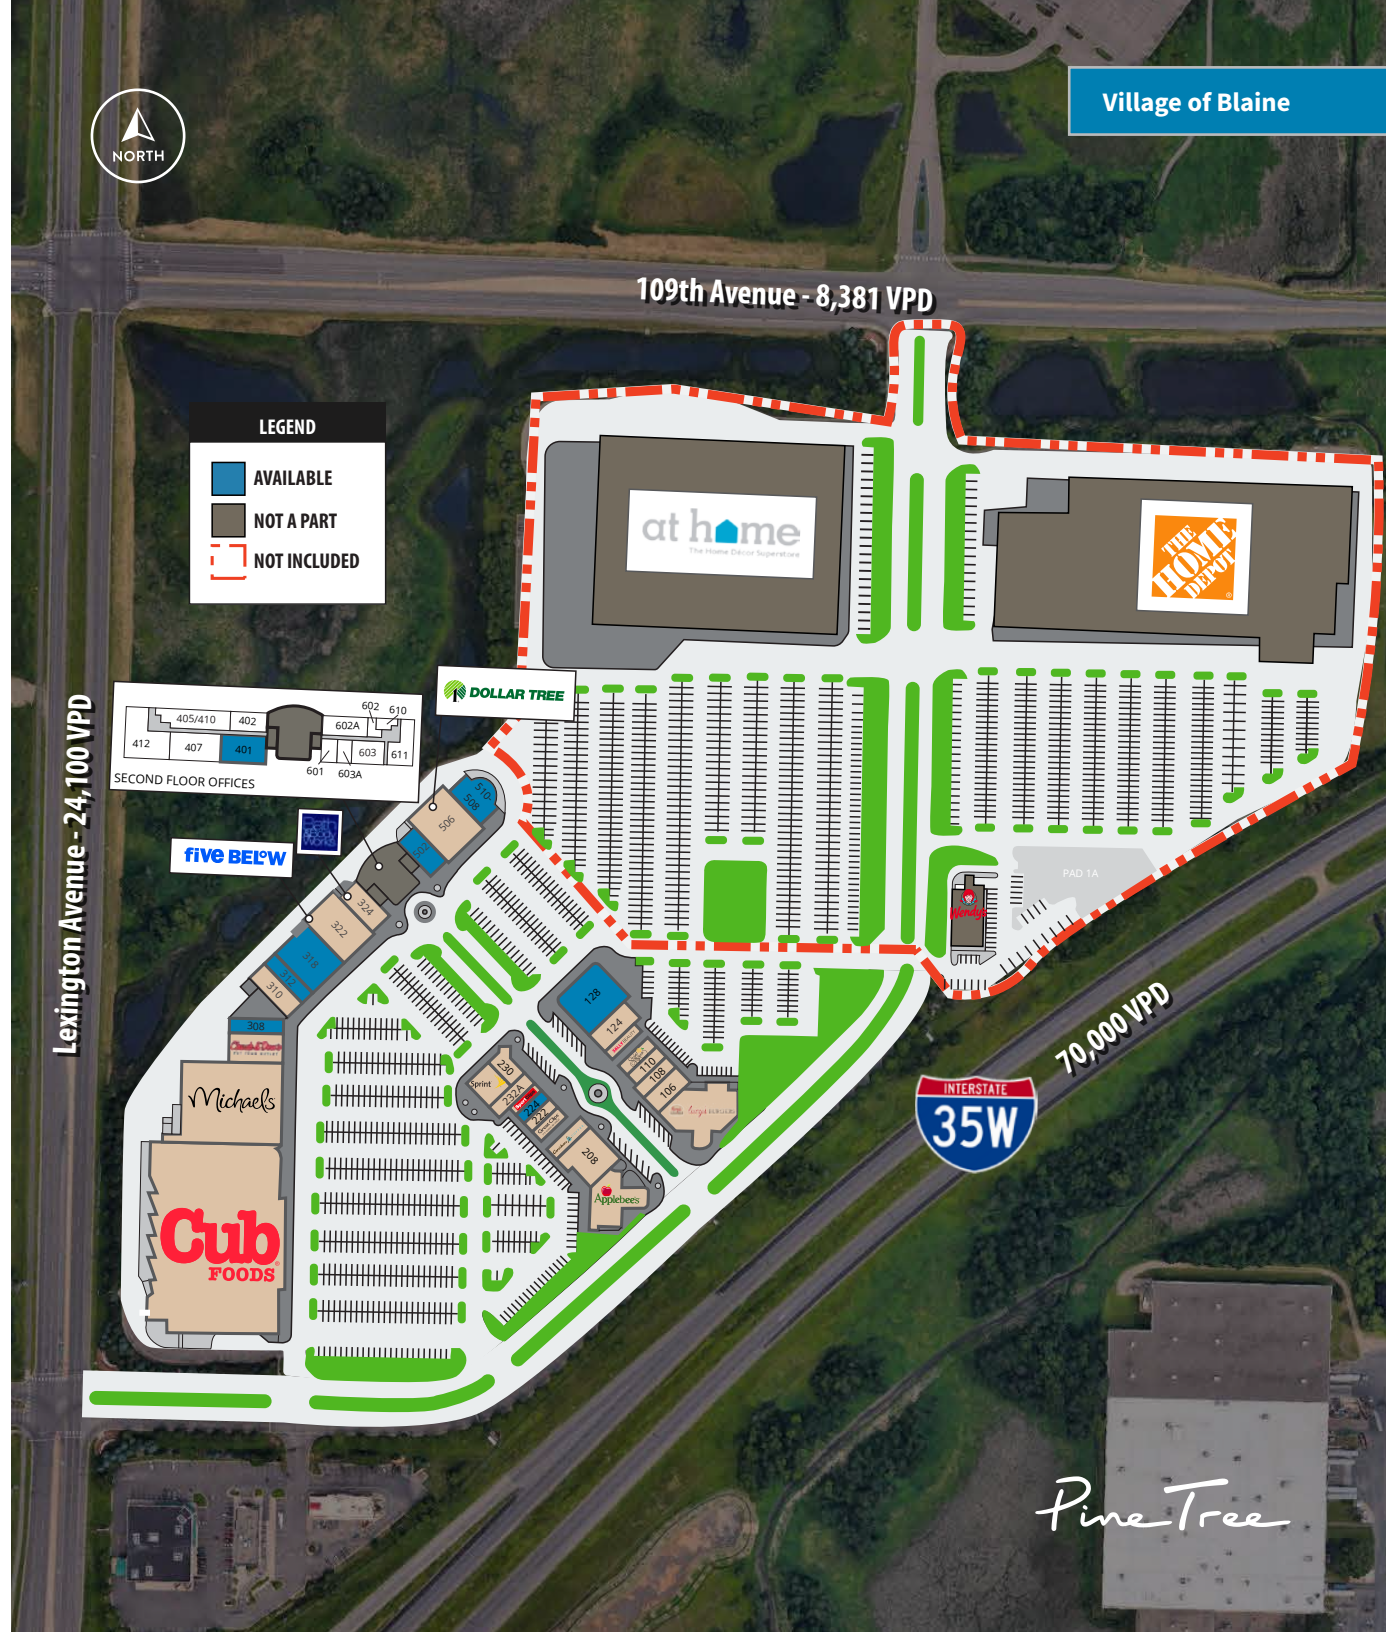 Village of Blaine
NORTH
109th Avenue - 8,381 VPD
LEGEND
AVAILABLE
NOT A PART
NOT INCLUDED
at home
The Home Décor Superstore
THE
HOME
DEPOT
Lexington Avenue - 24,100 VPD
DOLLAR TREE
405/410
402
602A
602
610
412
407
401
601
603A
603
611
SECOND FLOOR OFFICES
five BELOW
510-
508
506
502
324
322
318
312
310
308
Michaels
Cub
FOODS
PAD 1A
Wendy's
128
124
110
108
106
230
Sprint
232A
224
222
Great Clips
208
Applebee's
70,000 VPD
INTERSTATE
35W
Pine Tree